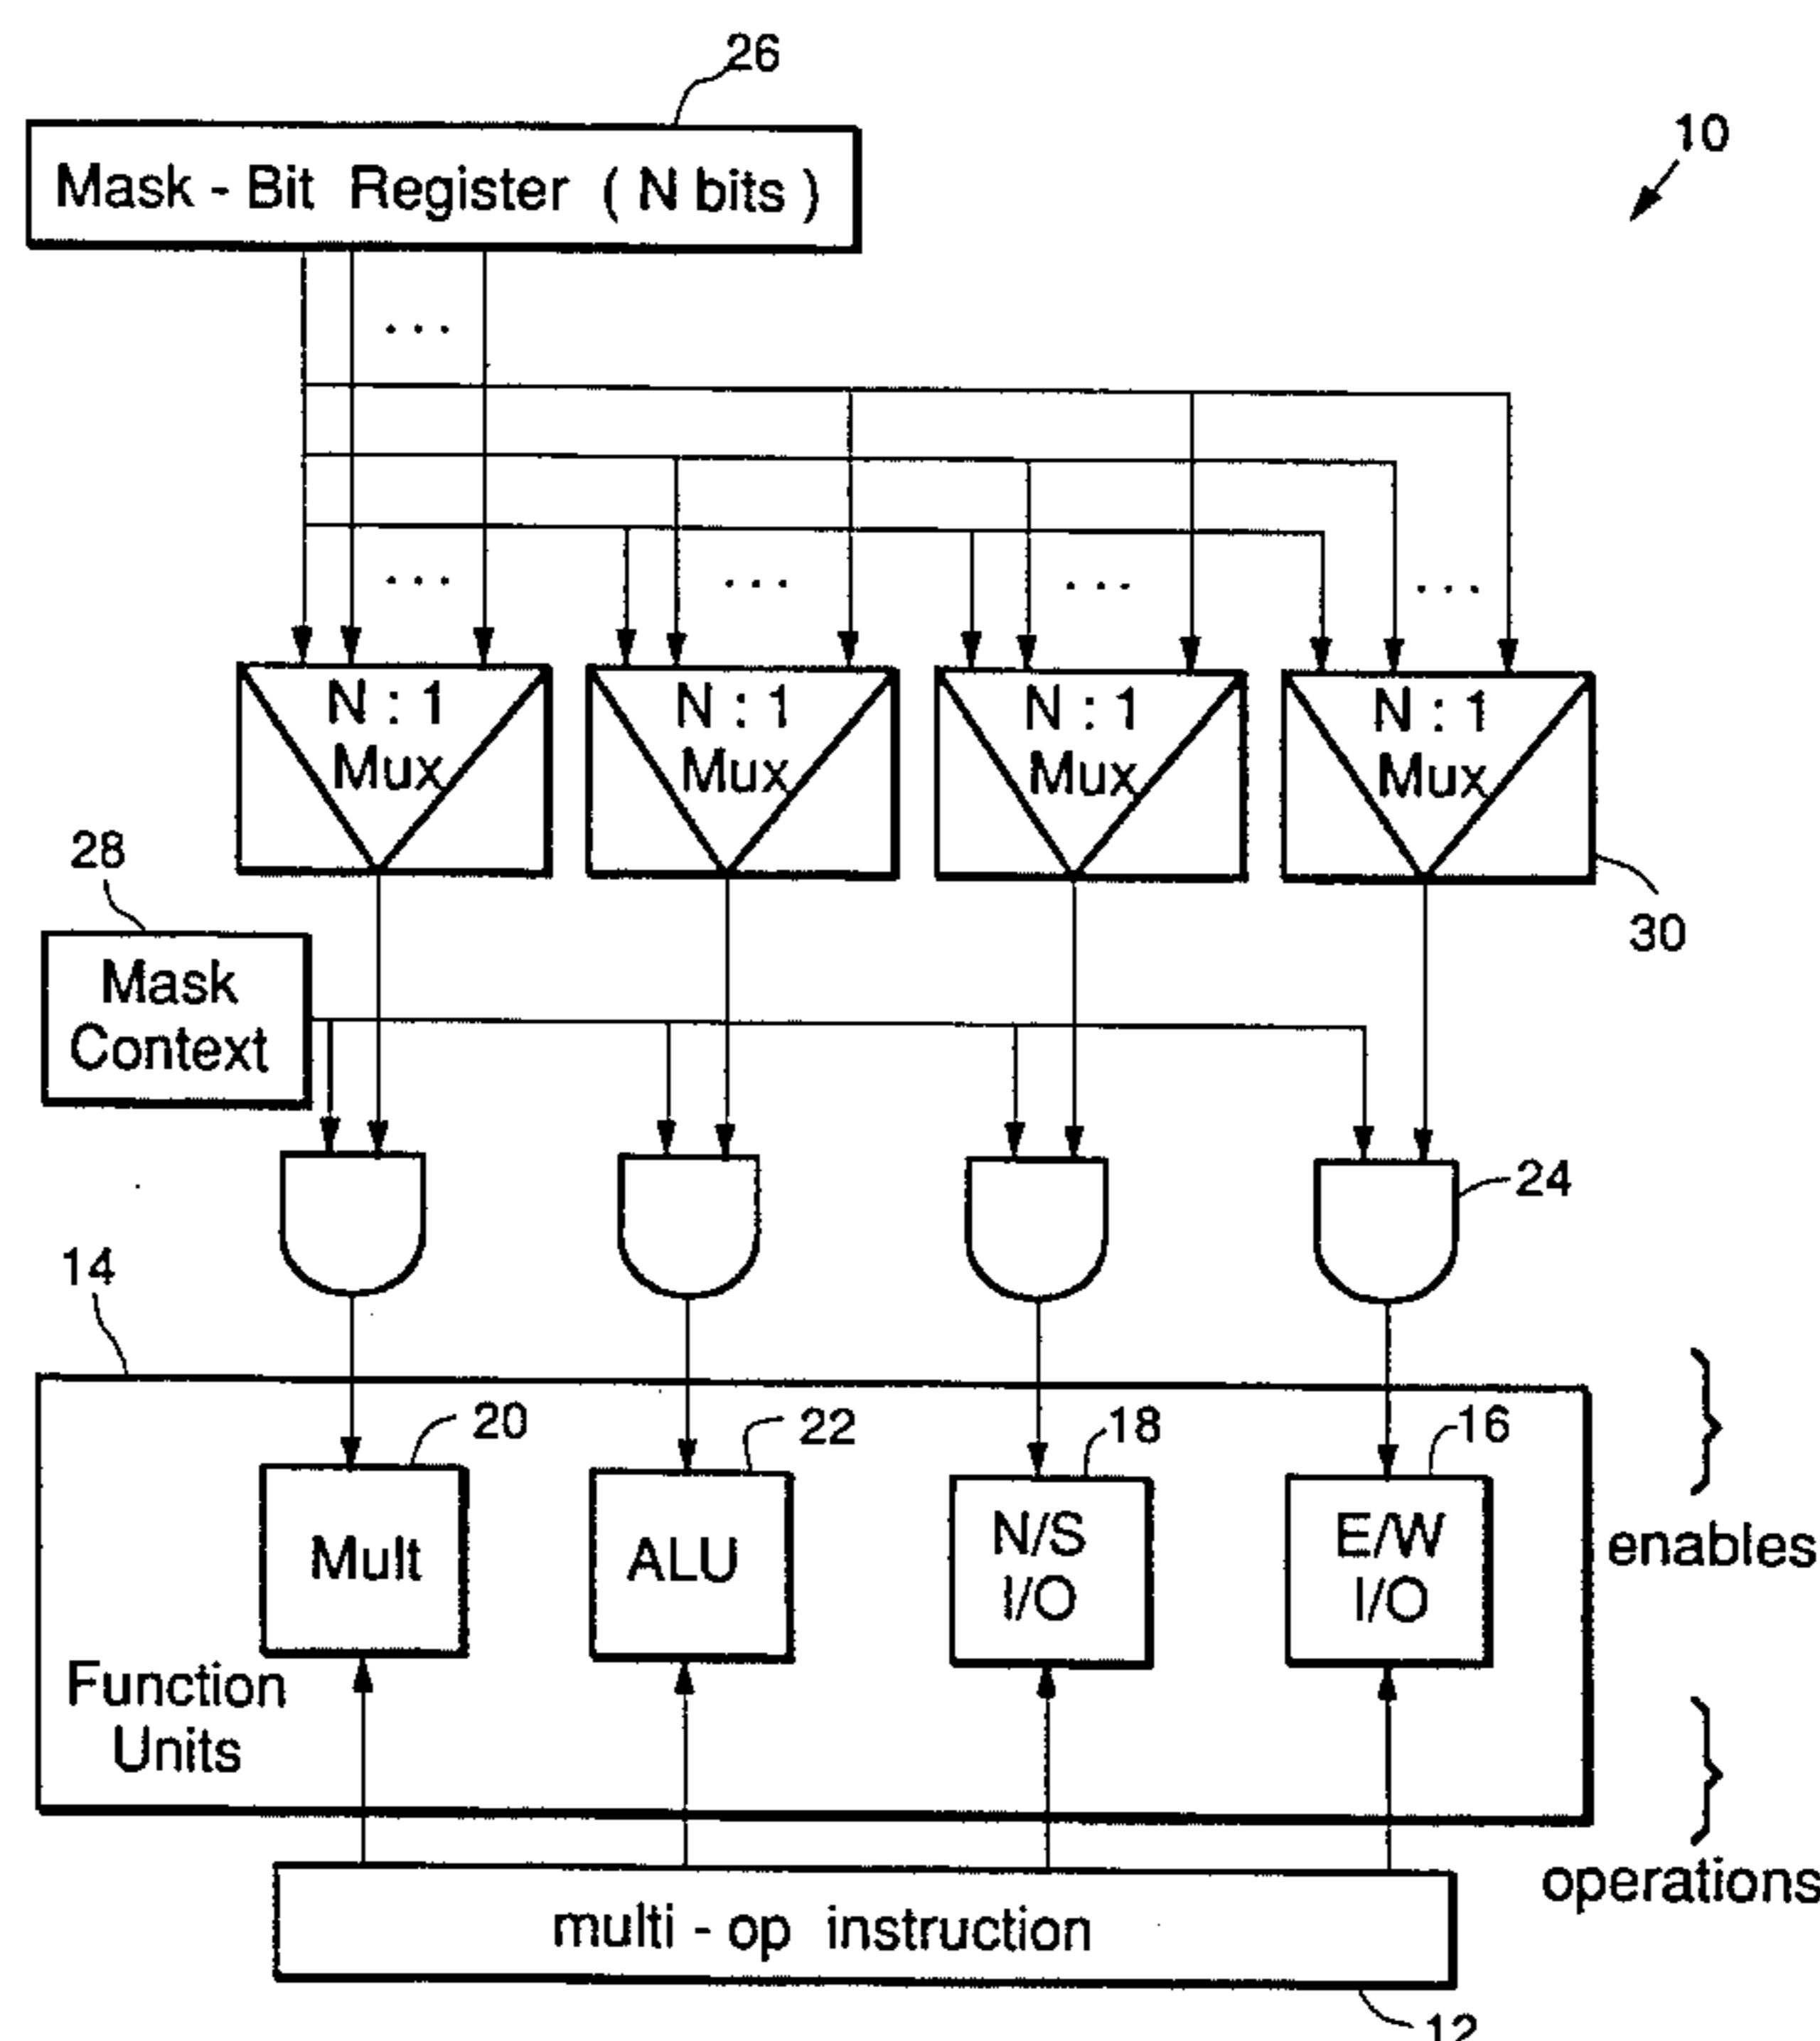 26
10
Mask - Bit Register ( N bits )
...
... ... ... ...
N : 1 Mux
N : 1 Mux
N : 1 Mux
N : 1 Mux
30
28
Mask
Context
24
14
20
22
18
16
Mult
ALU
N/S
I/O
E/W
I/O
enables
Function
Units
operations
multi - op instruction
12